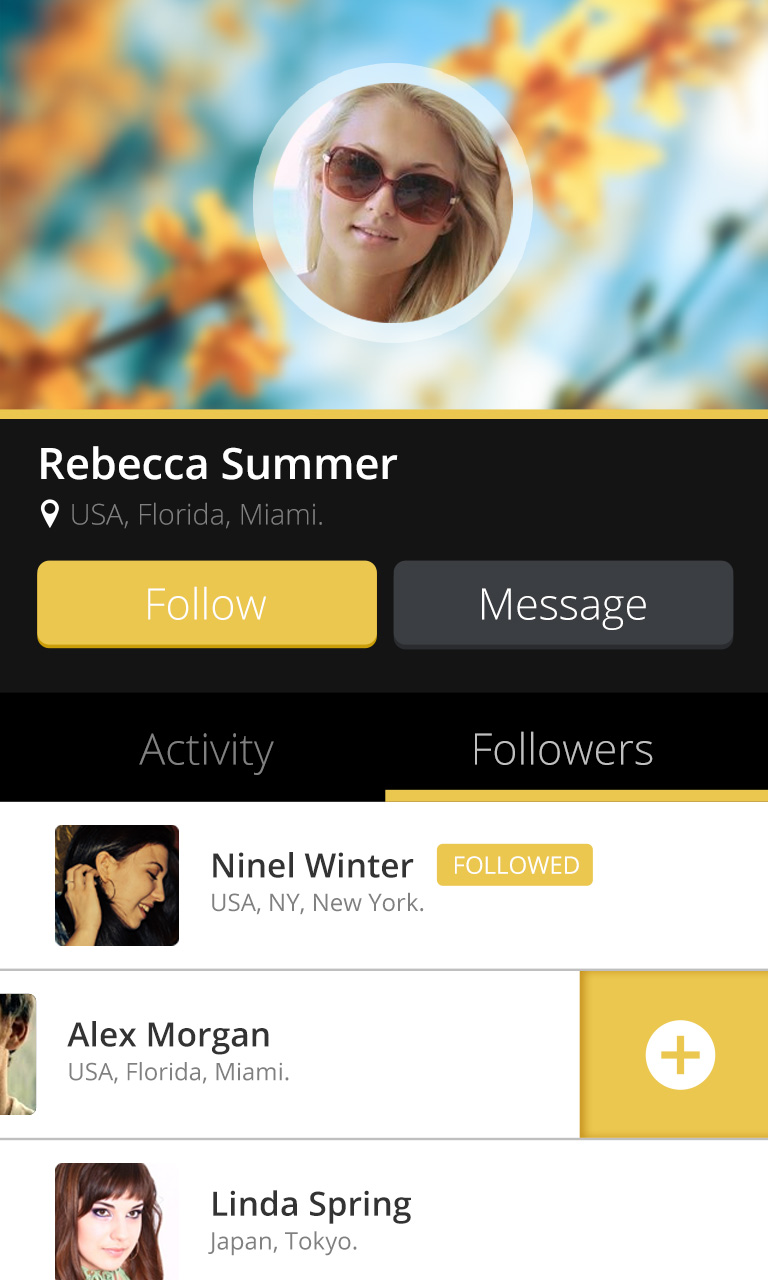 Rebecca Summer
USA, Florida, Miami.
Follow
Message
Activity
Followers
Ninel Winter
FOLLOWED
USA, NY, New York.
Alex Morgan
USA, Florida, Miami.
Linda Spring
Japan, Tokyo.